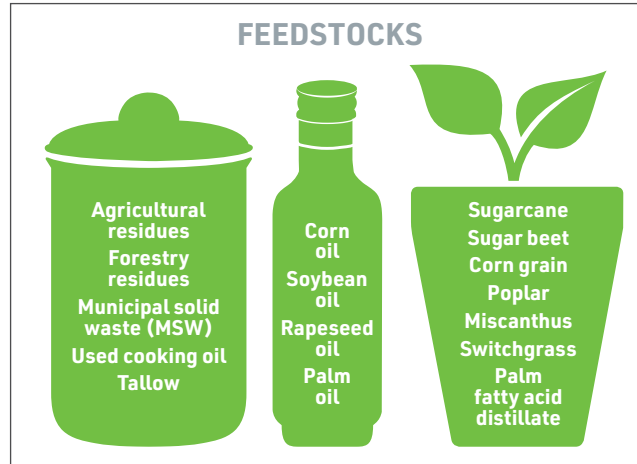 FEEDSTOCKS
Agricultural
residues
Forestry
residues
Municipal solid
waste (MSW)
Used cooking oil
Tallow
Corn
oil
Soybean
oil
Rapeseed
oil
Palm
oil
Sugarcane
Sugar beet
Corn grain
Poplar
Miscanthus
Switchgrass
Palm
fatty acid
distillate